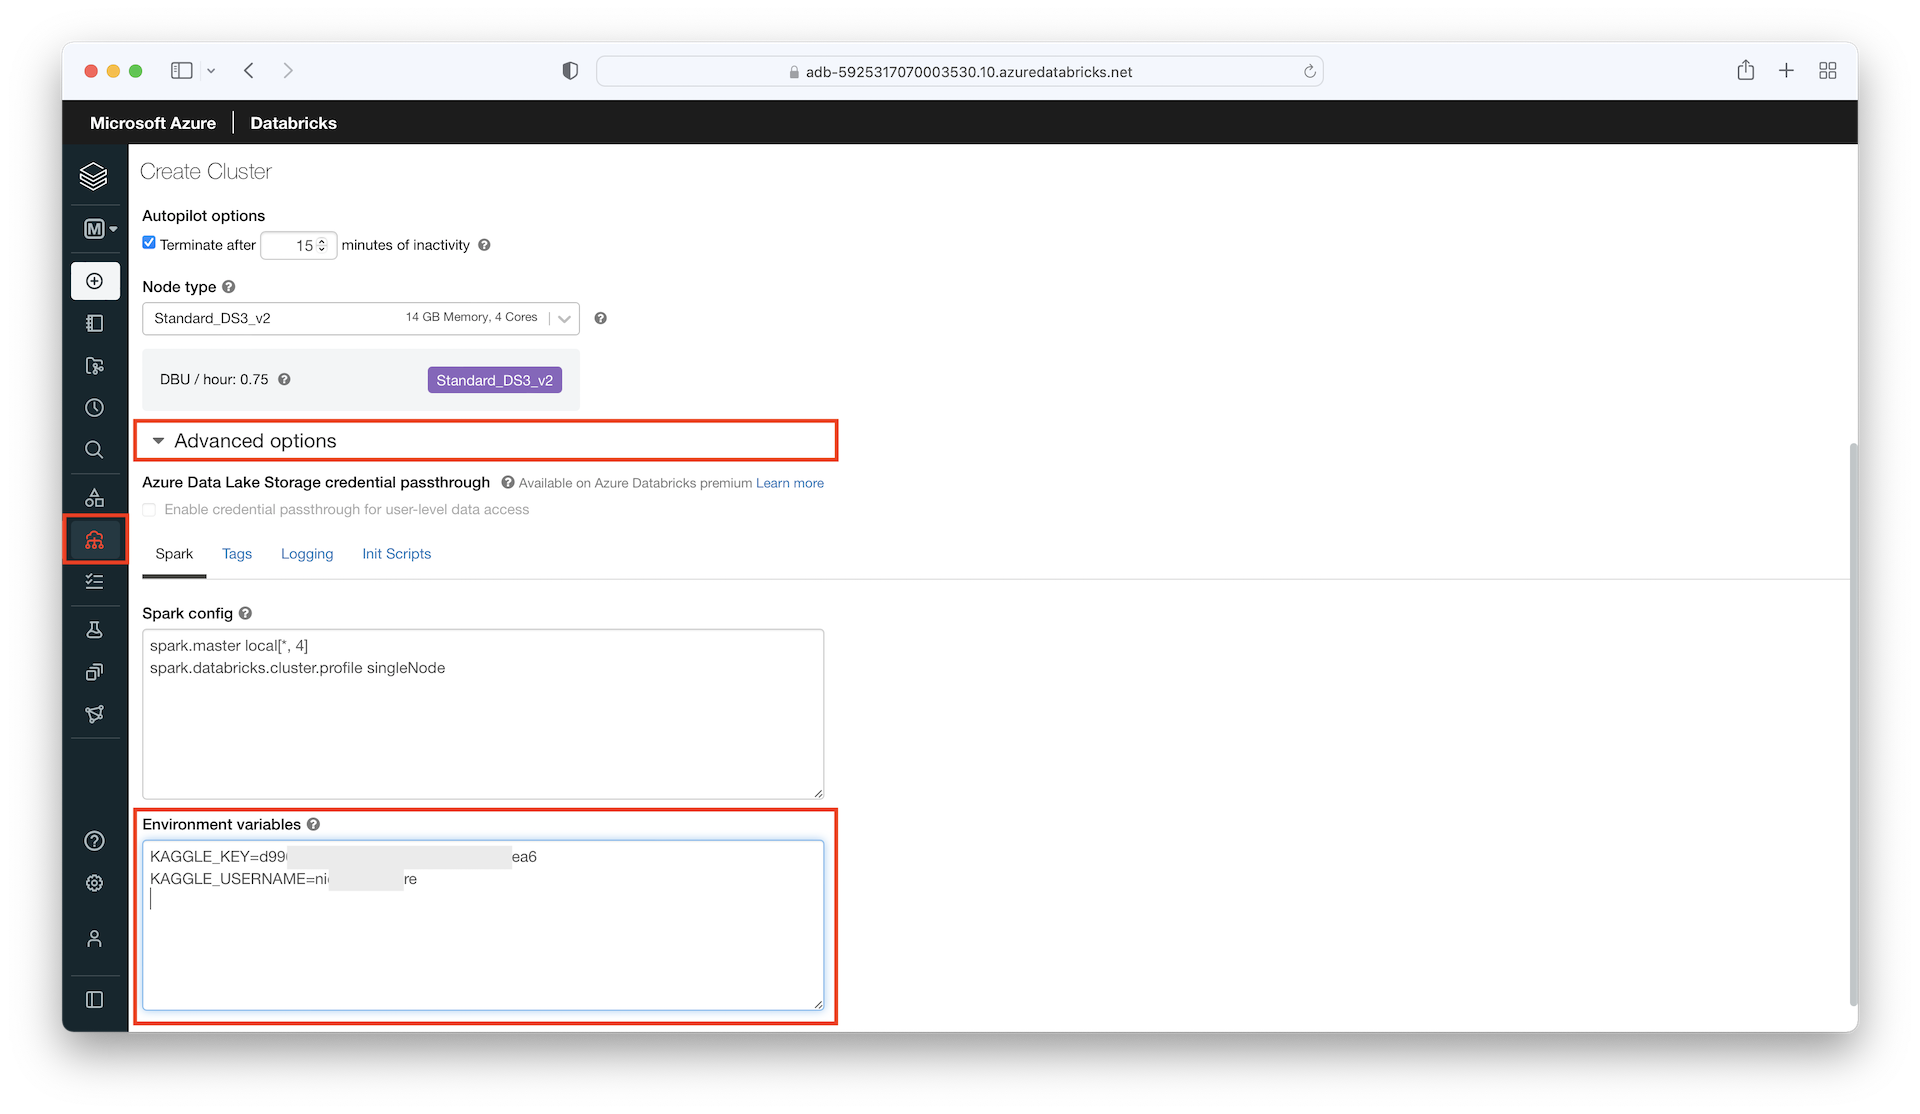 adb-5925317070003530.10.azuredatabricks.net
Microsoft Azure | Databricks
Create Cluster
Autopilot options
Terminate after 15 minutes of inactivity
Node type
Standard_DS3_v2 14 GB Memory, 4 Cores
DBU / hour: 0.75 Standard_DS3_v2
Advanced options
Azure Data Lake Storage credential passthrough Available on Azure Databricks premium Learn more
Enable credential passthrough for user-level data access
Spark Tags Logging Init Scripts
Spark config
spark.master local[*, 4]
spark.databricks.cluster.profile singleNode
Environment variables
KAGGLE_KEY=d99 ea6
KAGGLE_USERNAME=ni re